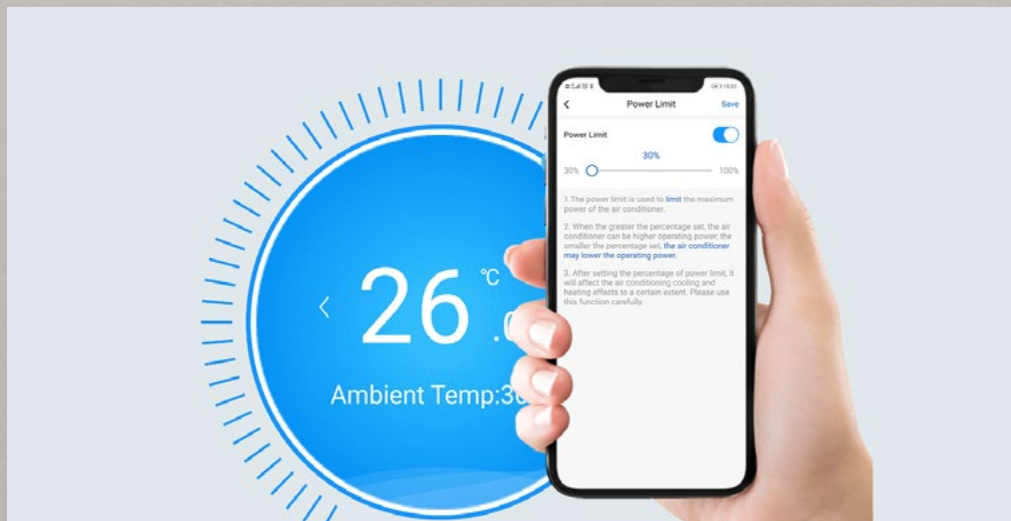 Power Limit
Save
Power Limit
30%
30%
100%
1.The power limit is used to limit the maximum
power of the air conditioner.
2. When the greater the percentage set, the air
conditioner can be higher operating power; the
smaller the percentage set, the air conditioner
may lower the operating power.
3. After setting the percentage of power limit, it
will affect the air conditioning cooling and
heating effects to a certain extent. Please use
this function carefully.
26
°C
Ambient Temp: